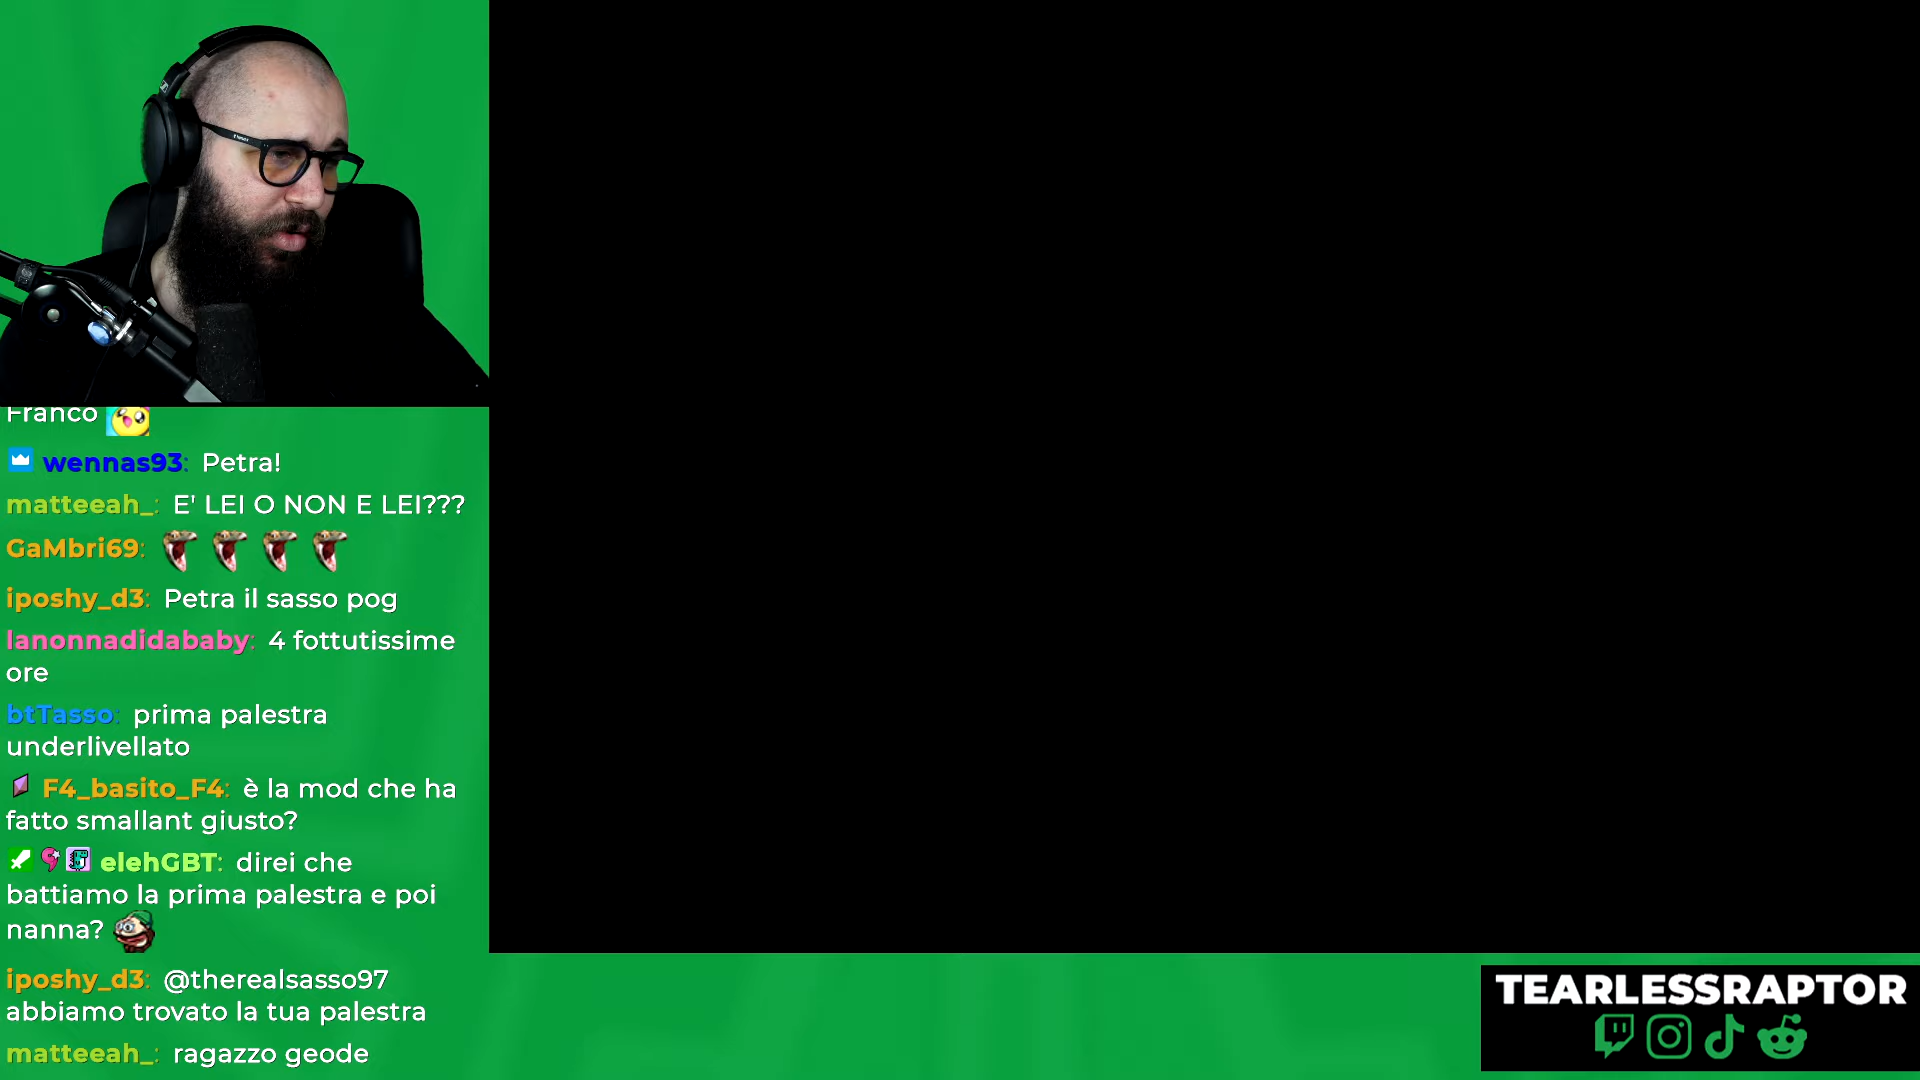 Franco
wennas93: Petra!
matteeah_: E' LEI O NON E LEI???
GaMbri69:
iposhy_d3: Petra il sasso pog
lanonnadidababy: 4 fottutissime
ore
btTasso: prima palestra
underlivellato
F4_basito_F4: è la mod che ha
fatto smallant giusto?
elehGBT: direi che
battiamo la prima palestra e poi
nanna?
iposhy_d3: @therealsasso97
abbiamo trovato la tua palestra
matteeah_: ragazzo geode
TEARLESSRAPTOR